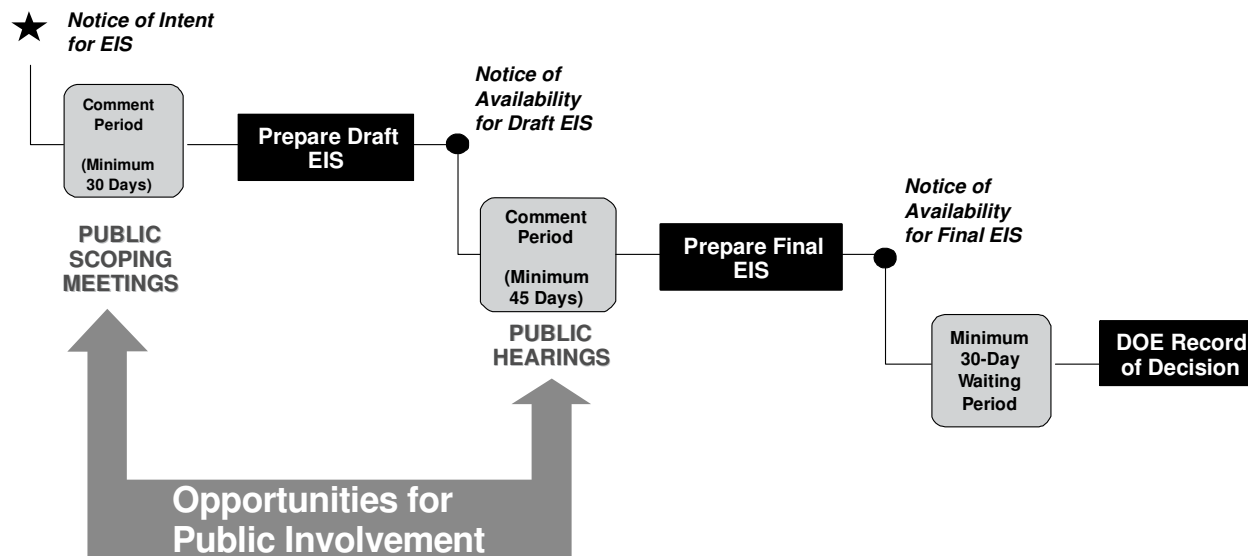 Notice of Intent
for EIS
Comment
Period
(Minimum
30 Days)
PUBLIC
SCOPING
MEETINGS
Prepare Draft
EIS
Notice of
Availability
for Draft EIS
Comment
Period
(Minimum
45 Days)
PUBLIC
HEARINGS
Prepare Final
EIS
Notice of
Availability
for Final EIS
Minimum
30-Day
Waiting
Period
DOE Record
of Decision
Opportunities for
Public Involvement